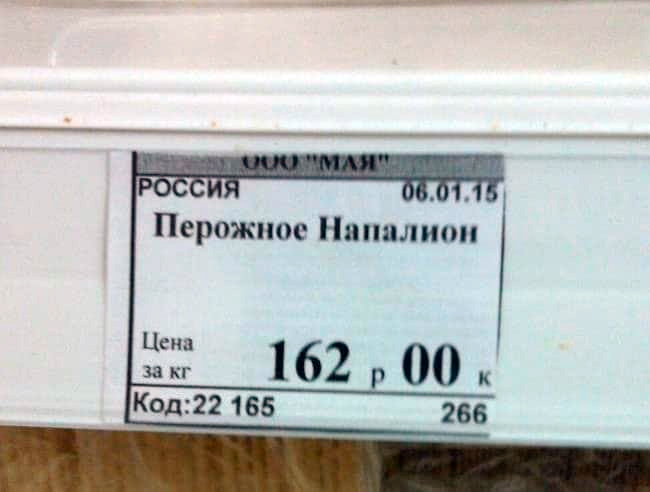 ООО "МАЯ"
РОССИЯ 06.01.15
Перожное Напалион
Цена
за кг 162 р 00 к
Код:22 165 266